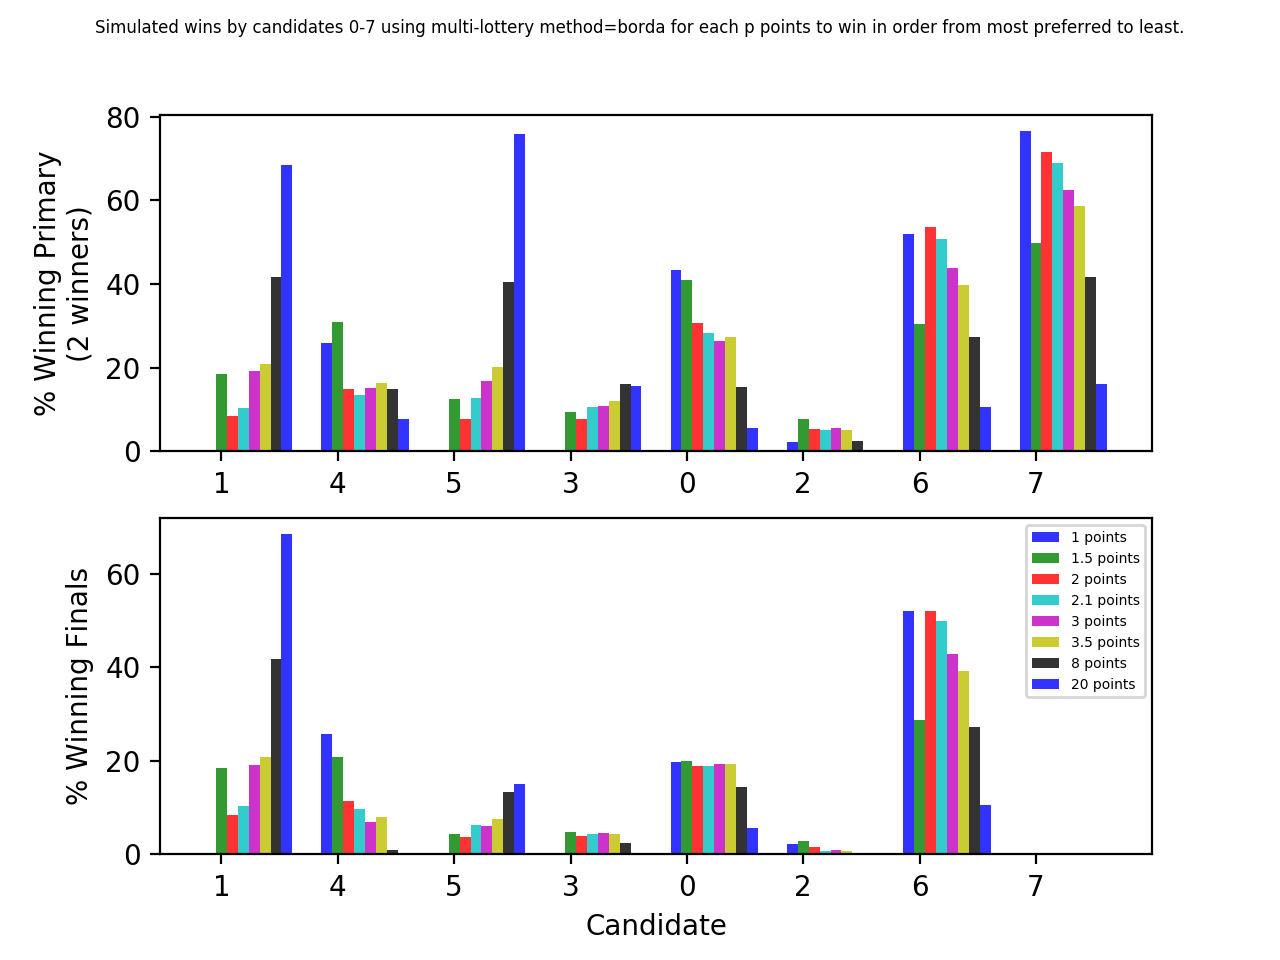 Simulated wins by candidates 0-7 using multi-lottery method=borda for each p points to win in order from most preferred to least.
% Winning Primary
(2 winners)
80
60
40
20
0
1 4 5 3 0 2 6 7
% Winning Finals
60
40
20
0
1 points
1.5 points
2 points
2.1 points
3 points
3.5 points
8 points
20 points
1 4 5 3 0 2 6 7
Candidate